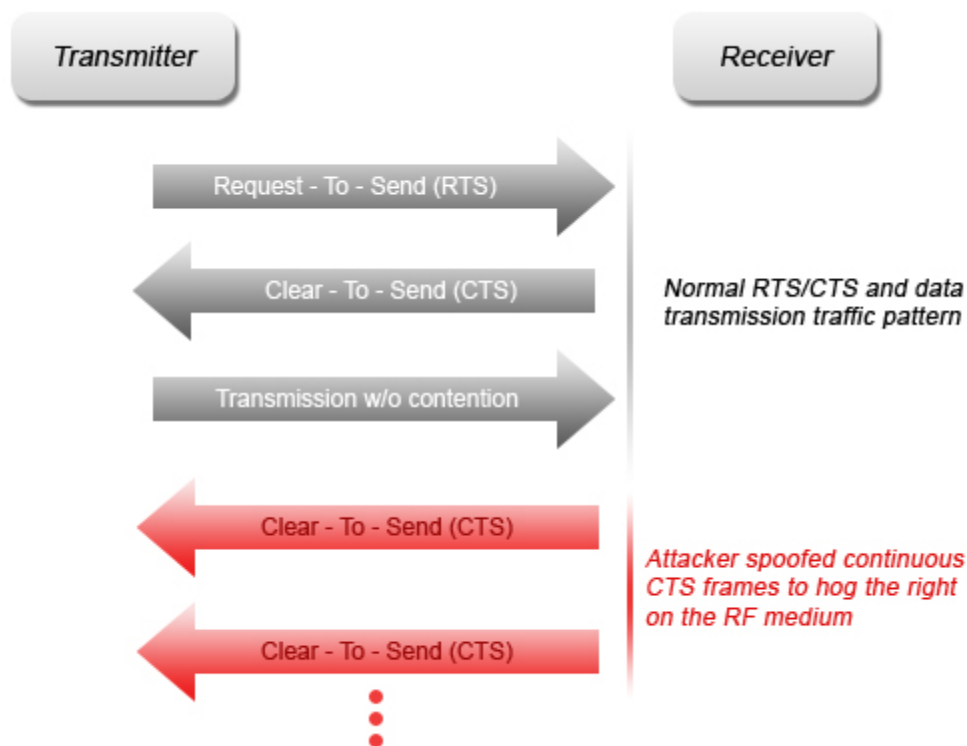 Transmitter
Receiver
Request - To - Send (RTS)
Clear - To - Send (CTS)
Normal RTS/CTS and data
transmission traffic pattern
Transmission w/o contention
Clear - To - Send (CTS)
Attacker spoofed continuous
CTS frames to hog the right
on the RF medium
Clear - To - Send (CTS)